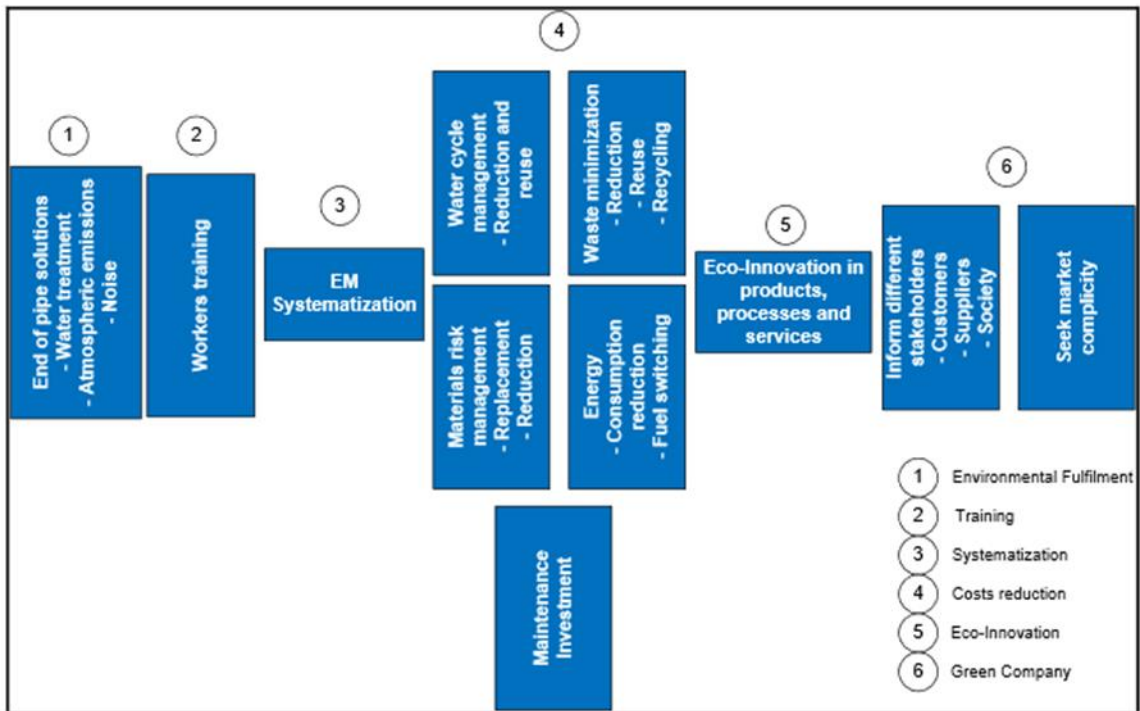 1
End of pipe solutions
- Water treatment
- Atmospheric emissions
- Noise
2
Workers training
3
EM
Systematization
4
Water cycle
management
- Reduction and
reuse
Waste minimization
- Reduction
- Reuse
- Recycling
Materials risk
management
- Replacement
- Reduction
Energy
- Consumption
reduction
- Fuel switching
Maintenance
Investment
5
Eco-Innovation in
products,
processes and
services
6
Inform different
stakeholders
- Customers
- Suppliers
- Society
Seek market
complicity
1 Environmental Fulfilment
2 Training
3 Systematization
4 Costs reduction
5 Eco-Innovation
6 Green Company